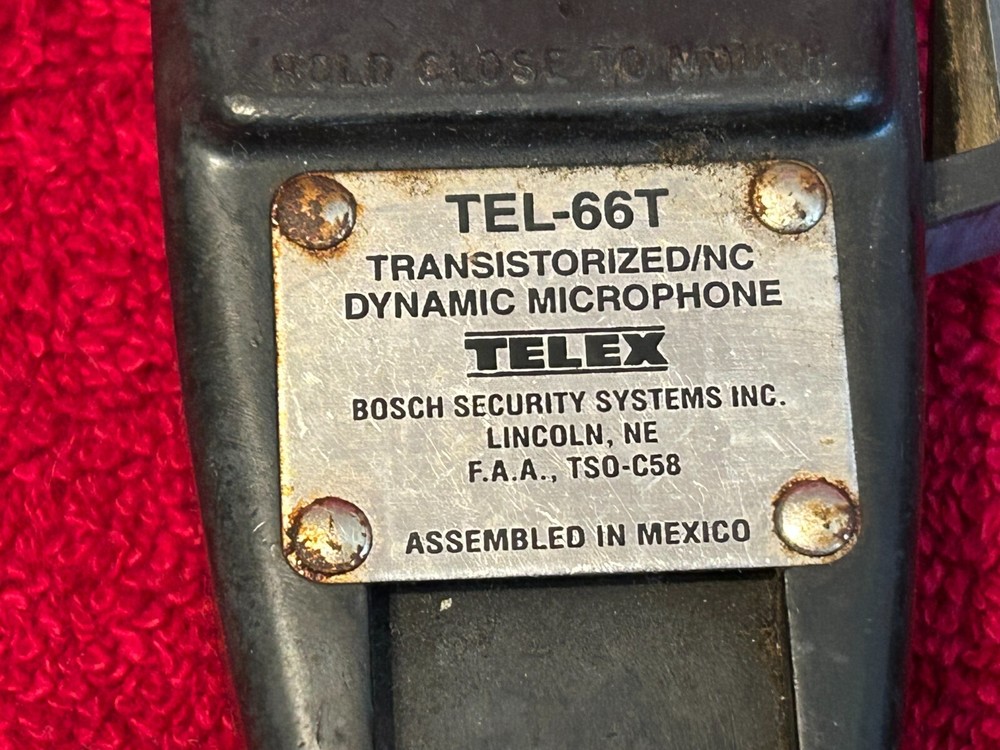 HOLD CLOSE TO MOUTH
TEL-66T
TRANSISTORIZED/NC
DYNAMIC MICROPHONE
TELEX
BOSCH SECURITY SYSTEMS INC.
LINCOLN, NE
F.A.A., TSO-C58
ASSEMBLED IN MEXICO